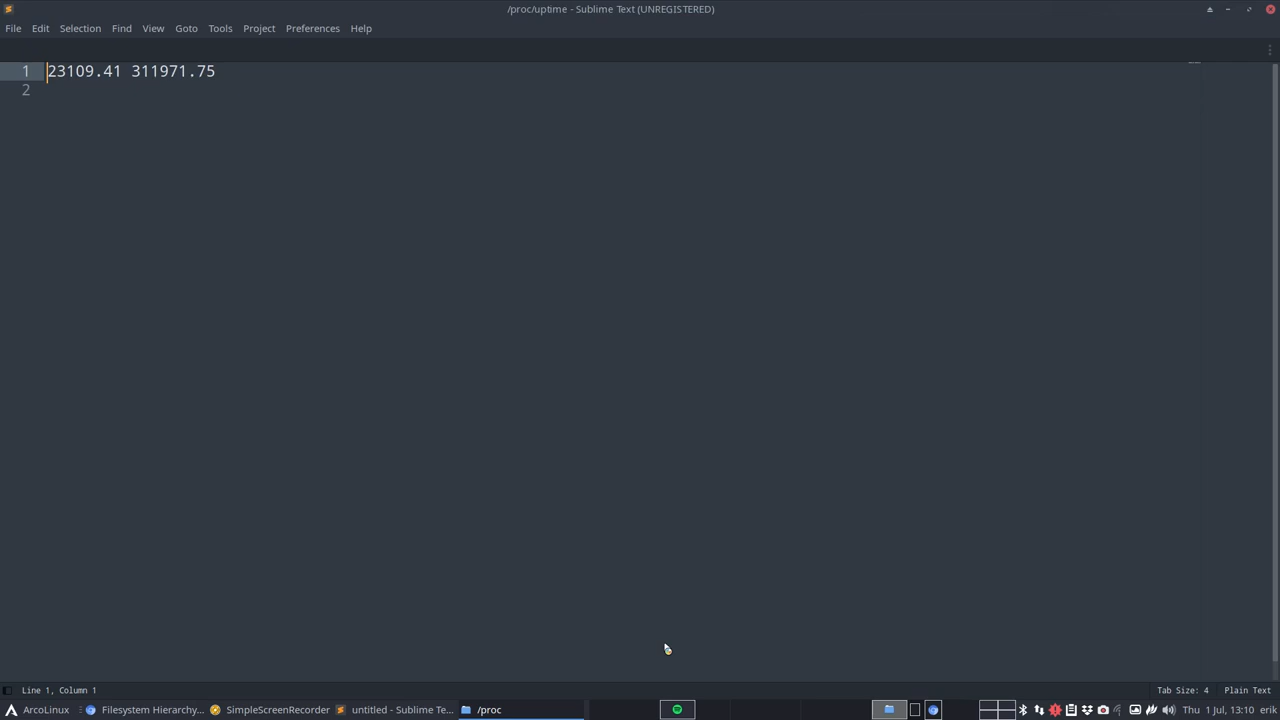 /proc/uptime - Sublime Text (UNREGISTERED)
File Edit Selection Find View Goto Tools Project Preferences Help
1 23109.41 311971.75
2
Line 1, Column 1 Tab Size: 4 Plain Text
ArcoLinux Filesystem Hierarchy... SimpleScreenRecorder untitled - Sublime Te... /proc Thu 1 Jul, 13:10 erik